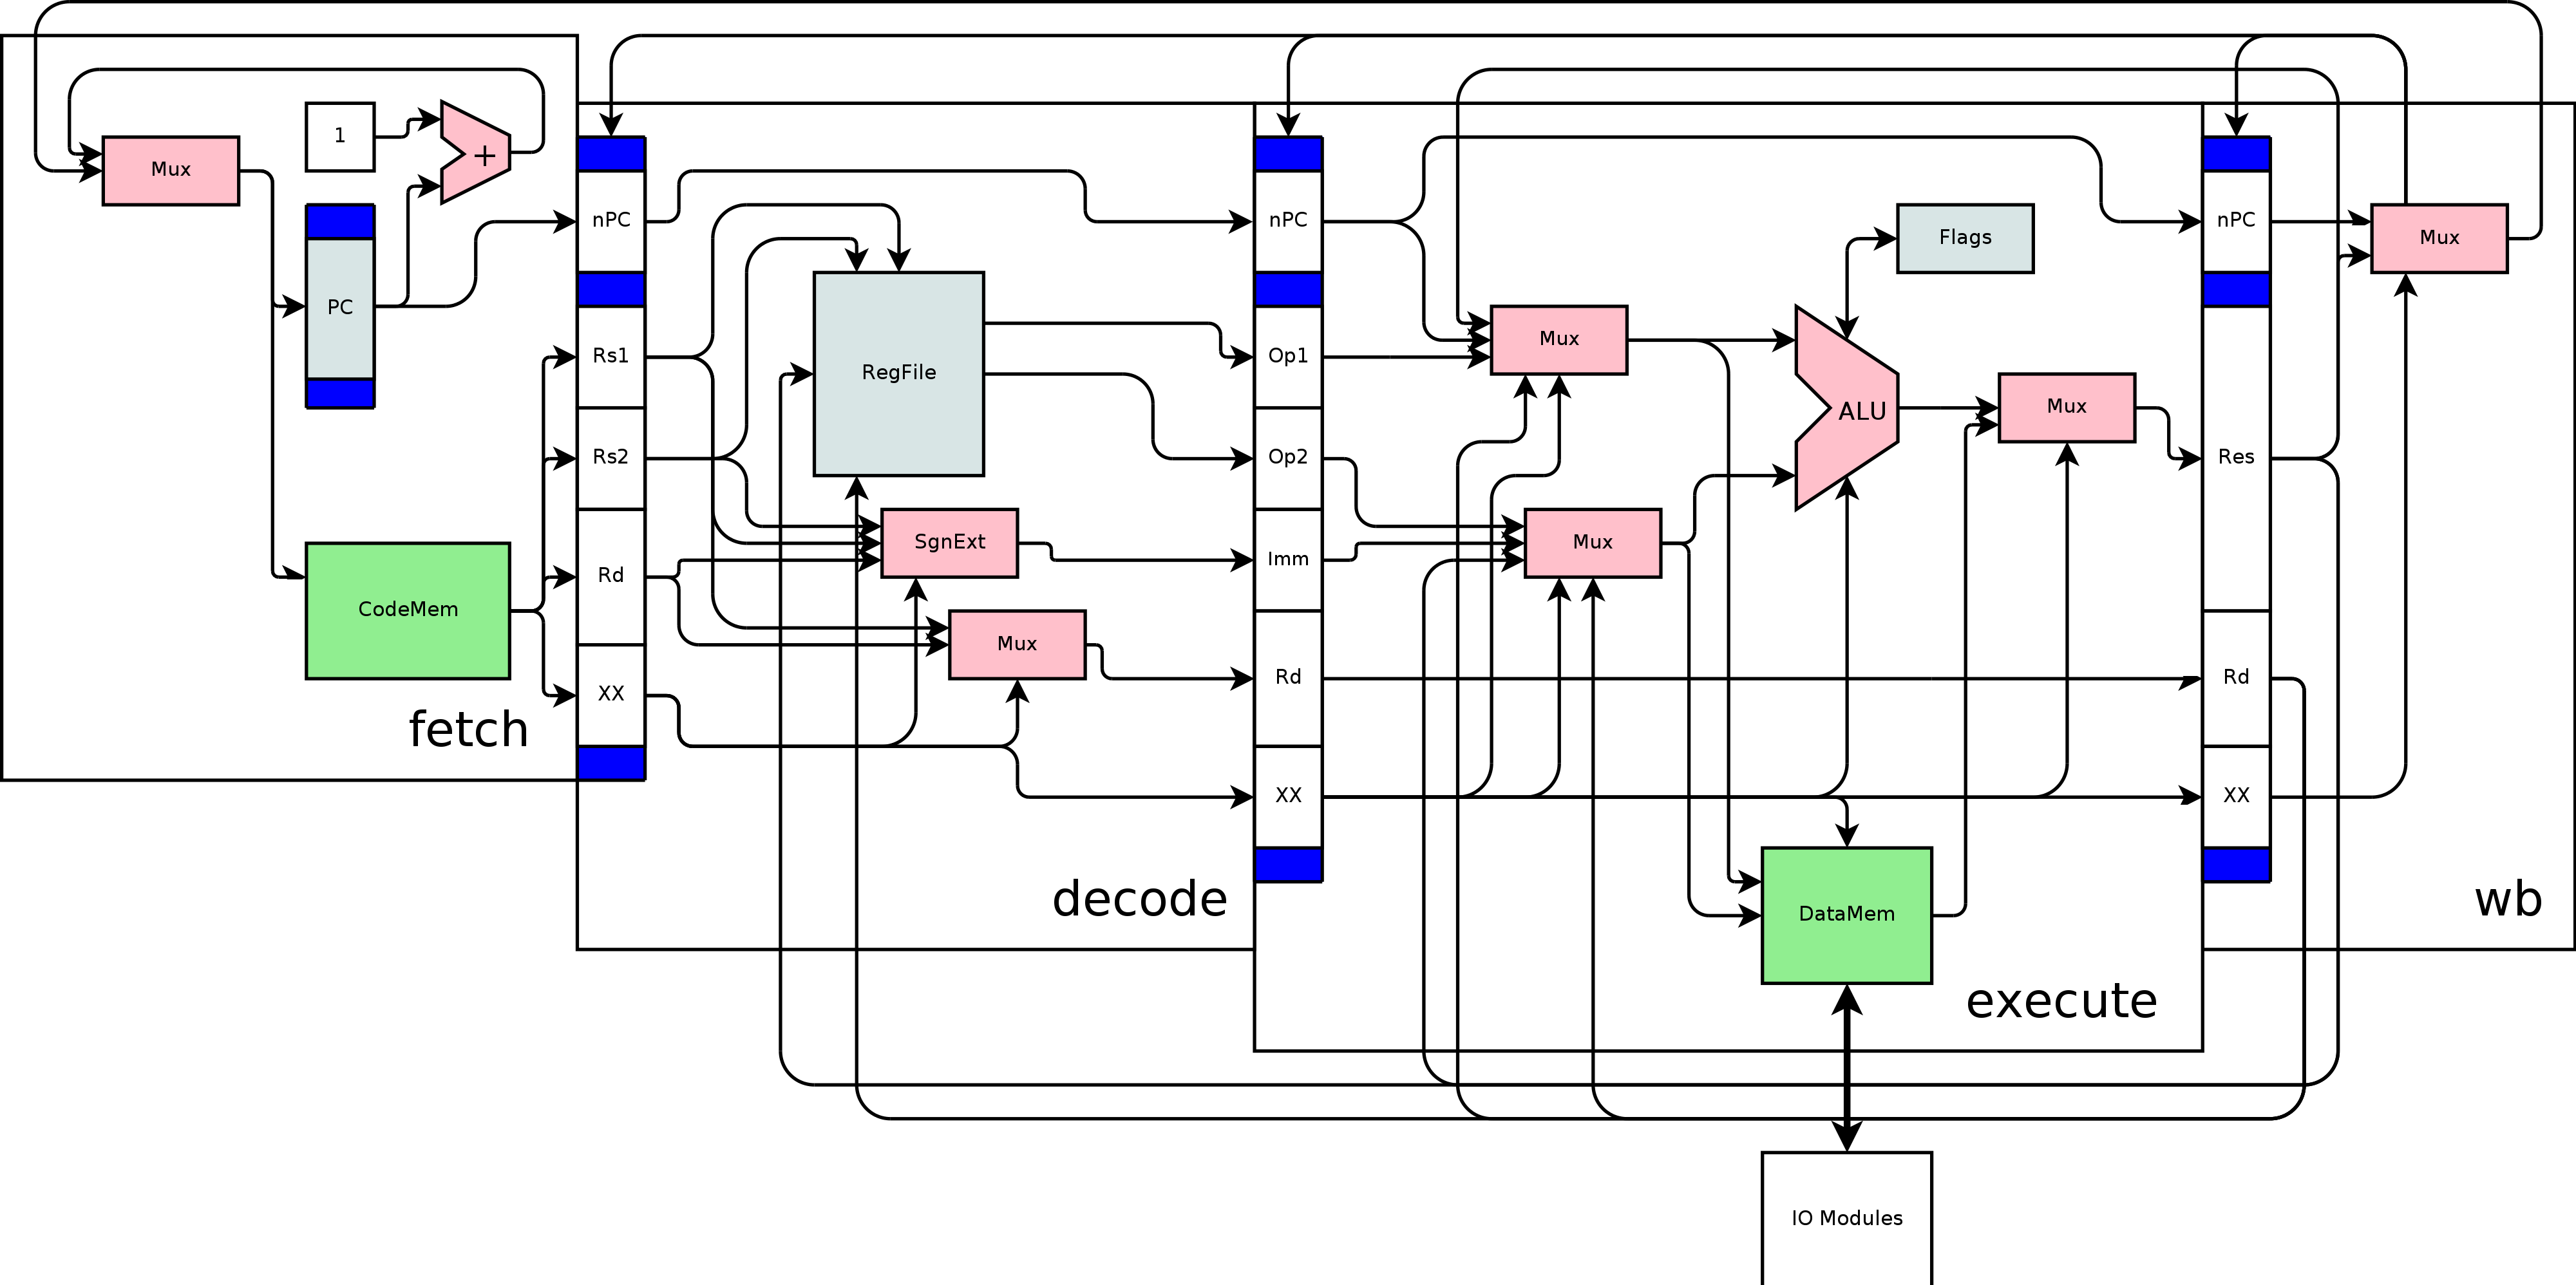 Mux
1
+
PC
CodeMem
fetch
nPC
Rs1
Rs2
Rd
XX
RegFile
SgnExt
Mux
decode
nPC
Op1
Op2
Imm
Rd
XX
Mux
Mux
Flags
ALU
Mux
DataMem
execute
IO Modules
nPC
Res
Rd
XX
Mux
wb